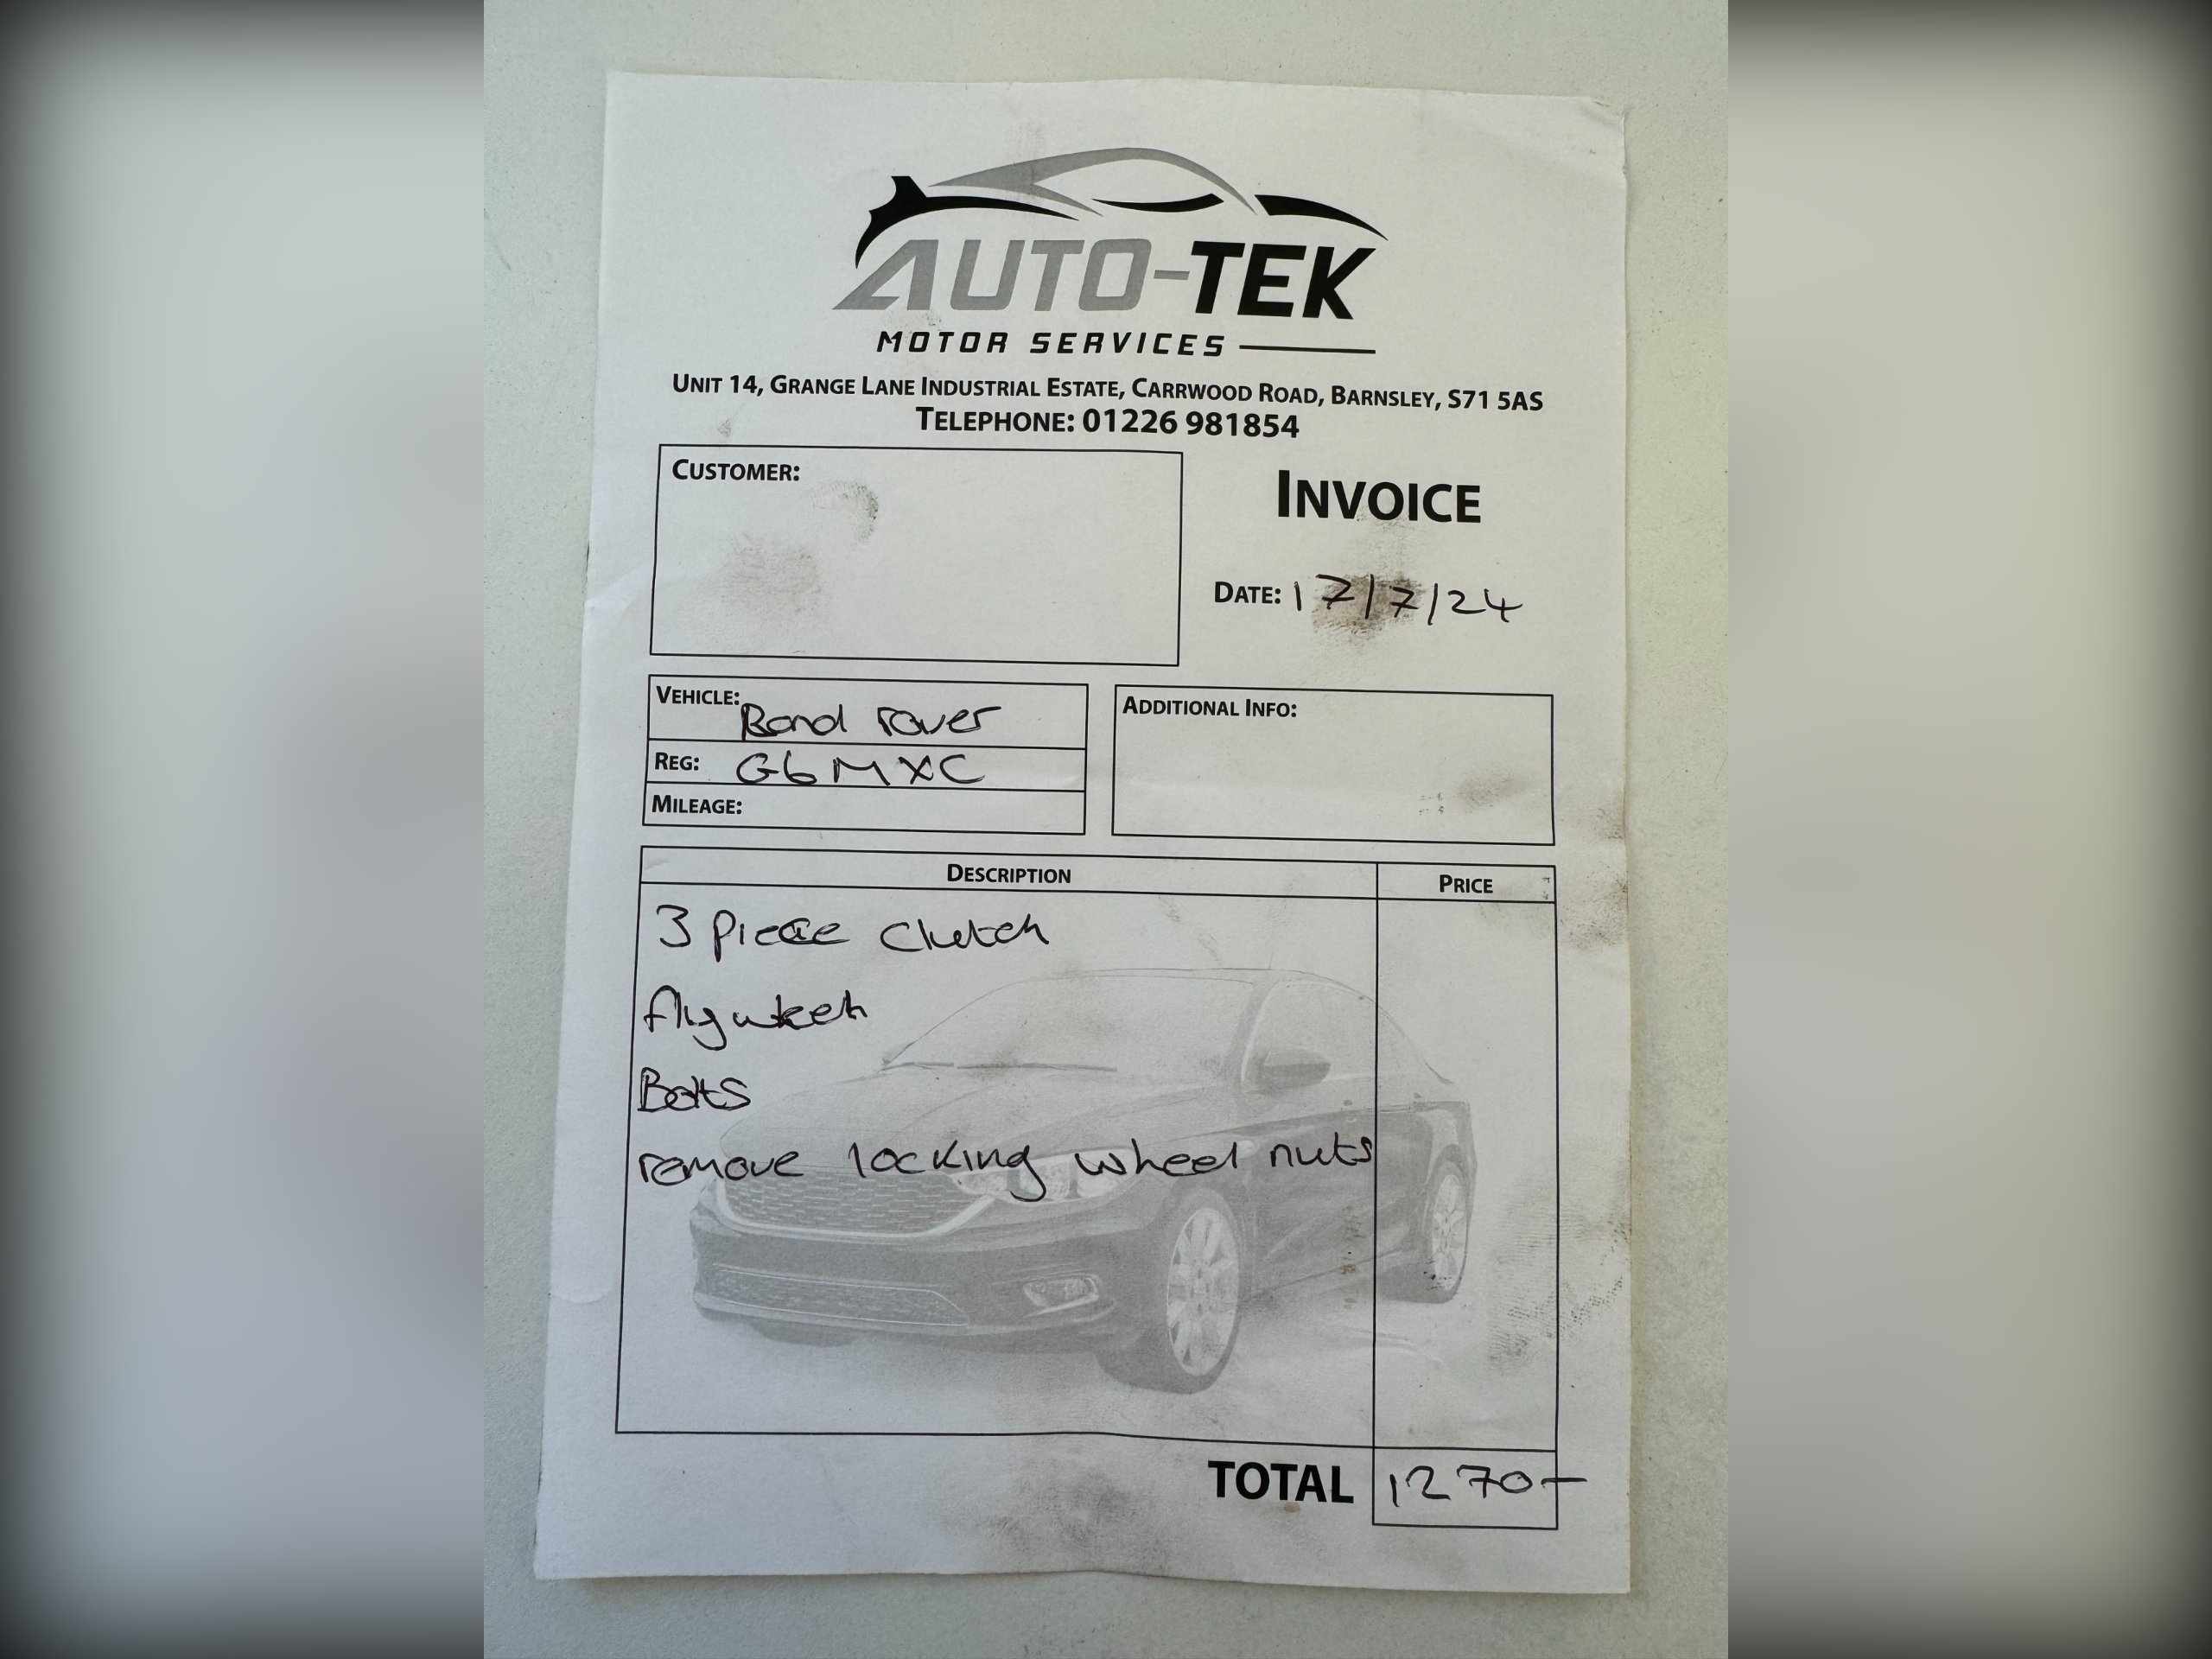 AUTO-TEK
MOTOR SERVICES
UNIT 14, GRANGE LANE INDUSTRIAL ESTATE, CARRWOOD ROAD, BARNSLEY, S71 5AS
TELEPHONE: 01226 981854
CUSTOMER:
INVOICE
DATE: 17/7/24
VEHICLE: Rand rover
REG: G6MXC
MILEAGE:
ADDITIONAL INFO:
DESCRIPTION PRICE
3 piece clutch
flywheel
Bolts
remove locking wheel nuts
TOTAL 1270-